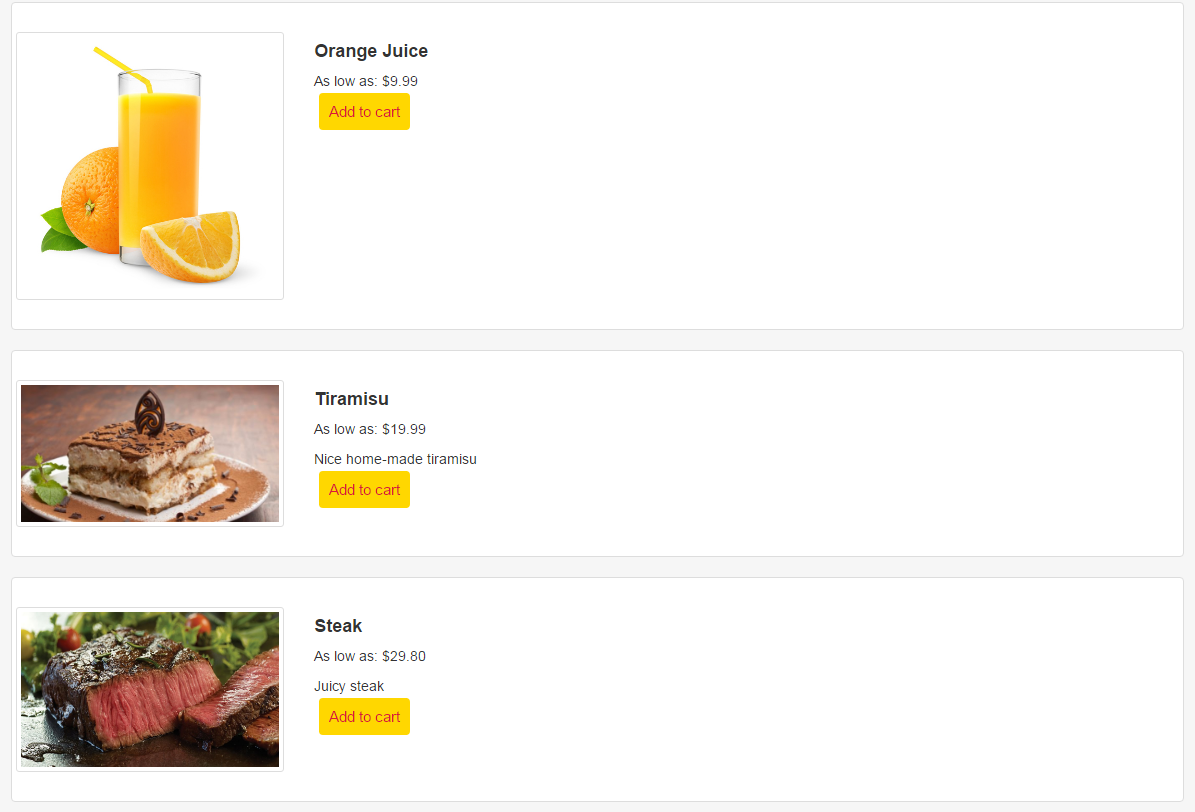 Orange Juice
As low as: $9.99
Add to cart
Tiramisu
As low as: $19.99
Nice home-made tiramisu
Add to cart
Steak
As low as: $29.80
Juicy steak
Add to cart